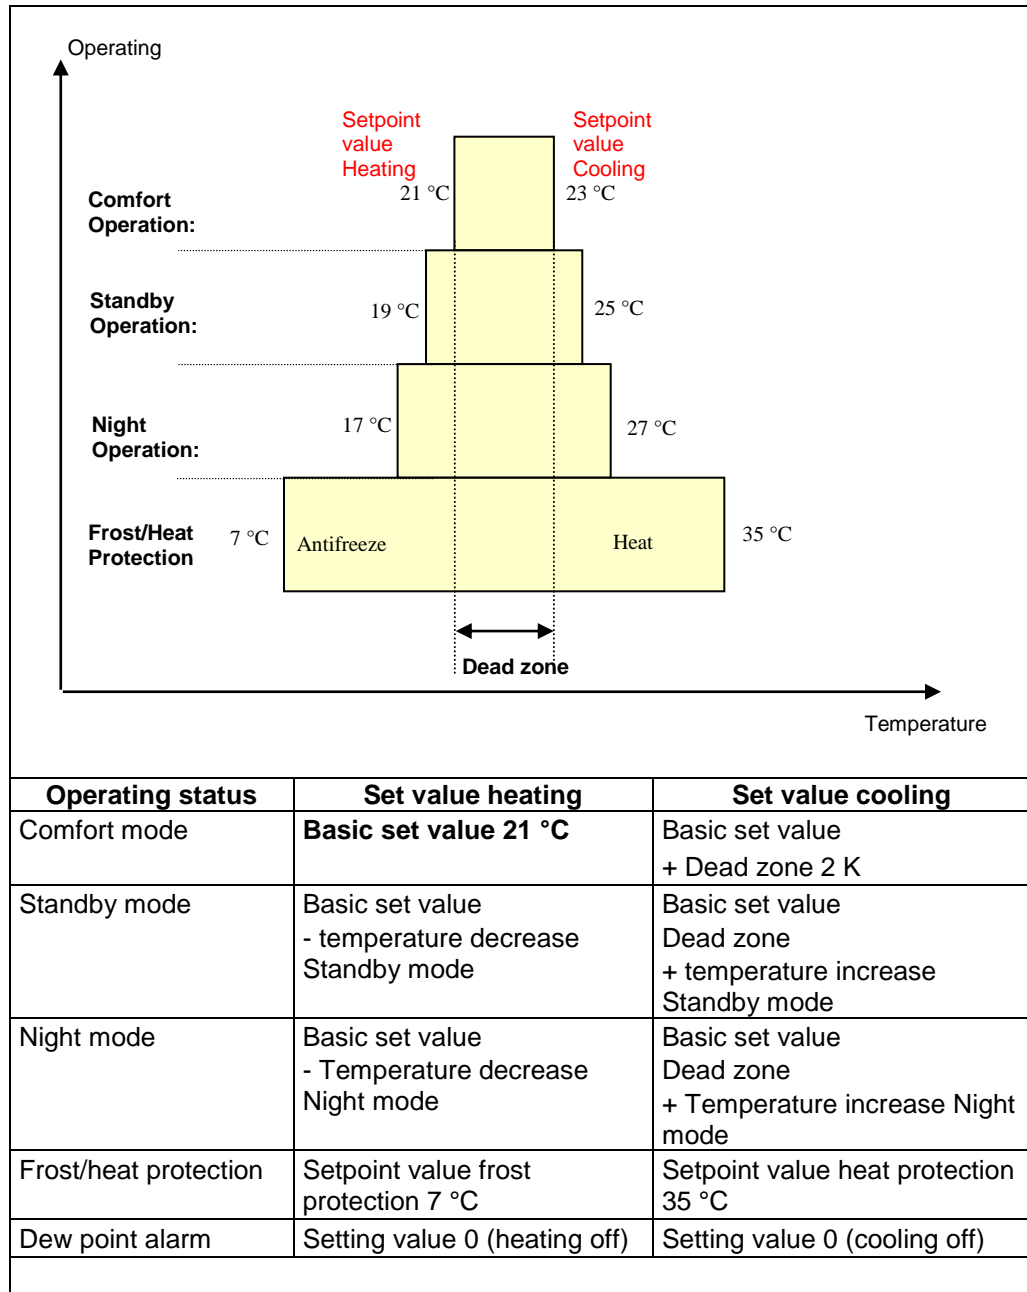 Operating
Setpoint
value
Heating
Setpoint
value
Cooling
21 °C
23 °C
Comfort
Operation:
Standby
Operation:
19 °C
25 °C
Night
Operation:
17 °C
27 °C
Frost/Heat
Protection
7 °C
Antifreeze
Heat
35 °C
Dead zone
Temperature
Operating status
Set value heating
Set value cooling
Comfort mode
Basic set value 21 °C
Basic set value
+ Dead zone 2 K
Standby mode
Basic set value
- temperature decrease
Standby mode
Basic set value
Dead zone
+ temperature increase
Standby mode
Night mode
Basic set value
- Temperature decrease
Night mode
Basic set value
Dead zone
+ Temperature increase Night
mode
Frost/heat protection
Setpoint value frost
protection 7 °C
Setpoint value heat protection
35 °C
Dew point alarm
Setting value 0 (heating off)
Setting value 0 (cooling off)